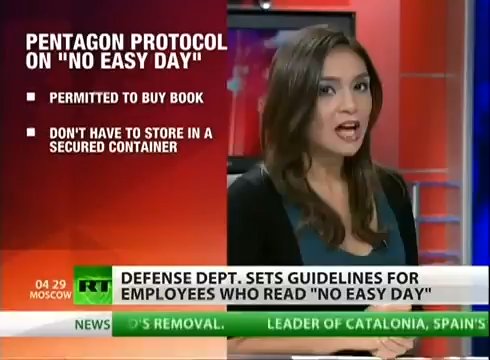 PENTAGON PROTOCOL
ON "NO EASY DAY"
PERMITTED TO BUY BOOK
DON'T HAVE TO STORE IN A
SECURED CONTAINER
04 29
MOSCOW
RT
DEFENSE DEPT. SETS GUIDELINES FOR
EMPLOYEES WHO READ "NO EASY DAY"
NEWS
'S REMOVAL. LEADER OF CATALONIA, SPAIN'S